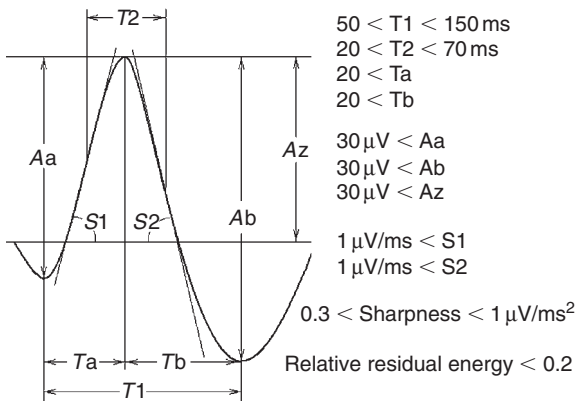 T2
50 < T1 < 150 ms
20 < T2 < 70 ms
20 < Ta
20 < Tb
Aa
Az
30 μV < Aa
30 μV < Ab
30 μV < Az
S1
S2
Ab
1 μV/ms < S1
1 μV/ms < S2
0.3 < Sharpness < 1 μV/ms²
Ta
Tb
Relative residual energy < 0.2
T1